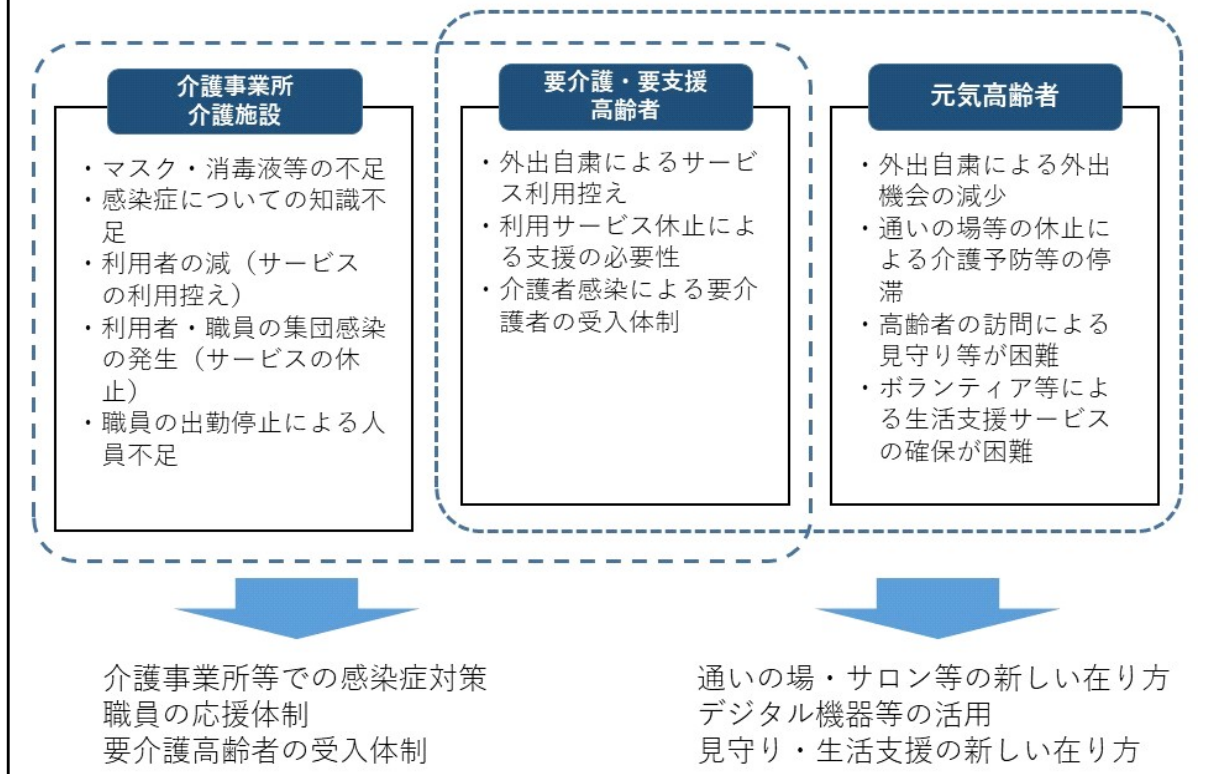 介護事業所
介護施設
・マスク・消毒液等の不足
・感染症についての知識不
足
・利用者の減（サービス
の利用控え）
・利用者・職員の集団感染
の発生（サービスの休
止）
・職員の出勤停止による人
員不足
要介護・要支援
高齢者
・外出自粛によるサービ
ス利用控え
・利用サービス休止によ
る支援の必要性
・介護者感染による要介
護者の受入体制
元気高齢者
・外出自粛による外出
機会の減少
・通いの場等の休止に
よる介護予防等の停
滞
・高齢者の訪問による
見守り等が困難
・ボランティア等によ
る生活支援サービス
の確保が困難
介護事業所等での感染症対策
職員の応援体制
要介護高齢者の受入体制
通いの場・サロン等の新しい在り方
デジタル機器等の活用
見守り・生活支援の新しい在り方